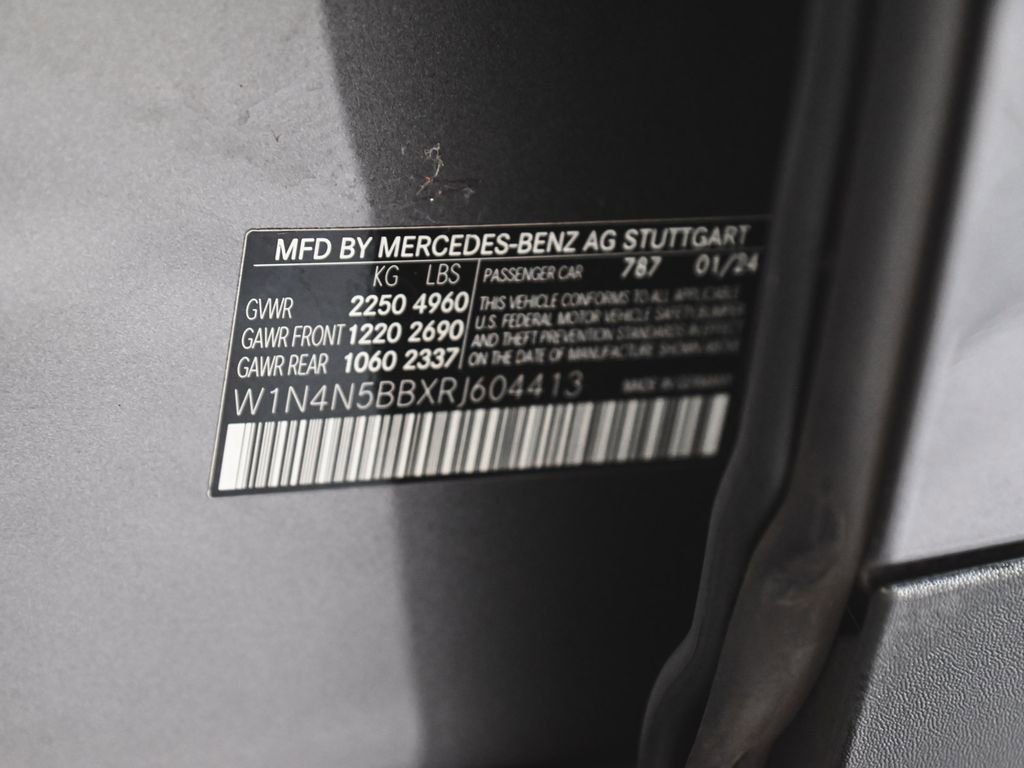 MFD BY MERCEDES-BENZ AG STUTTGART
KG LBS
GVWR 2250 4960
GAWR FRONT 1220 2690
GAWR REAR 1060 2337
PASSENGER CAR 787 01/24
THIS VEHICLE CONFORMS TO ALL APPLICABLE
U.S. FEDERAL MOTOR VEHICLE SAFETY, BUMPER
AND THEFT PREVENTION STANDARDS IN EFFECT
ON THE DATE OF MANUFACTURE SHOWN ABOVE
W1N4N5BBXRJ604413
MADE IN GERMANY